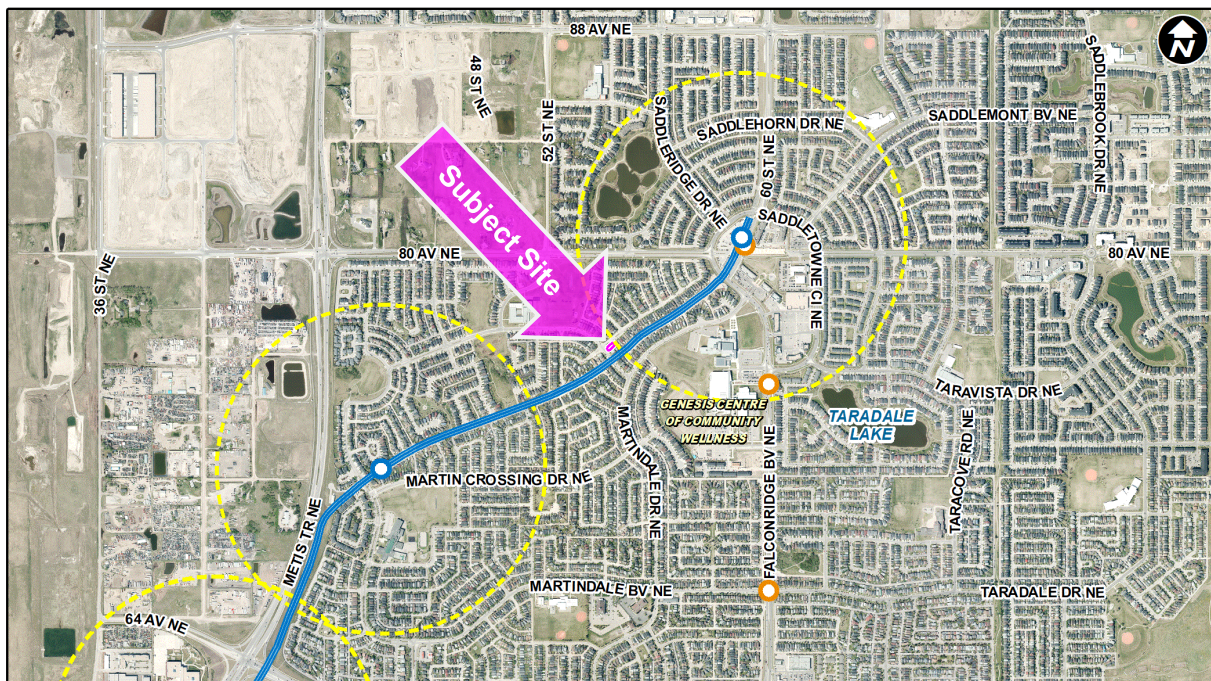 88 AV NE
N
48 ST NE
52 ST NE
SADDLERIDGE DR NE
SADDLEHORN DR NE
60 ST NE
SADDLEMONT BV NE
SADDLEBROOK DR NE
Subject Site
SADDLETOWNE CI NE
36 ST NE
80 AV NE
80 AV NE
GENESIS CENTRE
OF COMMUNITY
WELLNESS
TARADALE
LAKE
TARAVISTA DR NE
MARTINDALE DR NE
MARTIN CROSSING DR NE
FALCONRIDGE BV NE
TARACOVE RD NE
METIS TR NE
MARTINDALE BV NE
TARADALE DR NE
64 AV NE